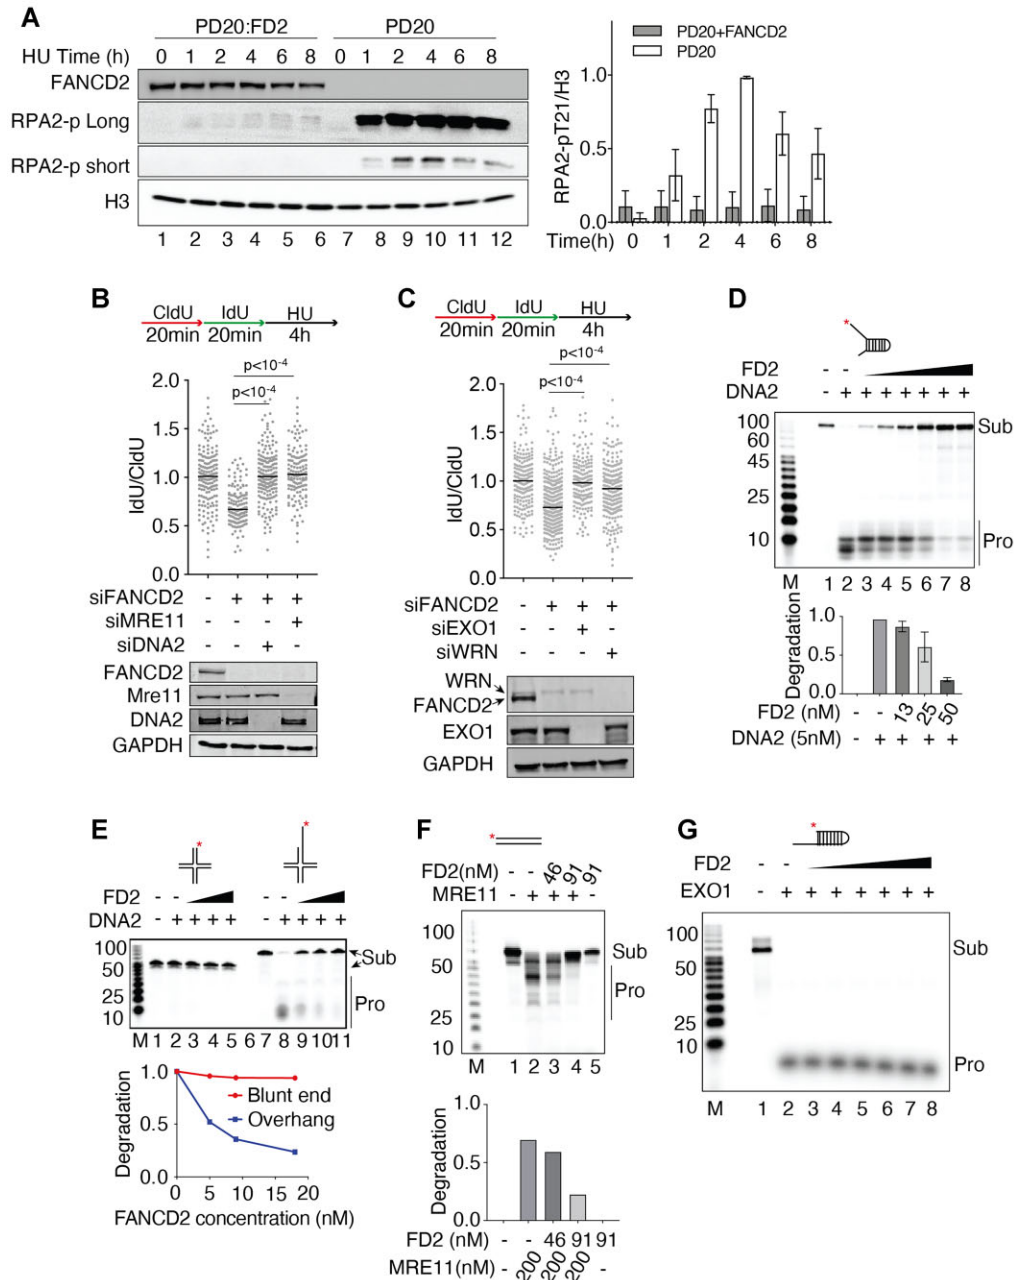 A
PD20:FD2 PD20
HU Time (h) 0 1 2 4 6 8 0 1 2 4 6 8
FANCD2
RPA2-p Long
RPA2-p short
H3
1 2 3 4 5 6 7 8 9 10 11 12
PD20+FANCD2
PD20
RPA2-pT21/H3
1.0
0.5
0.0
Time(h) 0 1 2 4 6 8
B
CldU IdU HU
20min 20min 4h
p<10-4
p<10-4
IdU/CldU
2.0
1.5
1.0
0.5
0.0
siFANCD2 - + + +
siMRE11 - - - +
siDNA2 - - + -
FANCD2
Mre11
DNA2
GAPDH
C
CldU IdU HU
20min 20min 4h
p<10-4
p<10-4
IdU/CldU
2.0
1.5
1.0
0.5
0.0
siFANCD2 - + + +
siEXO1 - - + -
siWRN - - - +
WRN
FANCD2
EXO1
GAPDH
D
*
FD2 - -
DNA2 - + + + + + + +
100
60
45
25
10
Sub
Pro
M 1 2 3 4 5 6 7 8
Degradation
1.0
0.5
0.0
FD2 (nM) - - 13 25 50
DNA2 (5nM) - + + + +
E
* *
FD2 - - - -
DNA2 - + + + + - + + + +
100
50
25
10
Sub
Pro
M 1 2 3 4 5 6 7 8 9 10 11
Degradation
1.0
0.5
0.0
Blunt end
Overhang
0 5 10 15 20
FANCD2 concentration (nM)
F
*
FD2(nM) - - 46 91 91
MRE11 - + + + -
100
50
25
10
Sub
Pro
M 1 2 3 4 5
Degradation
1.0
0.5
0.0
FD2 (nM) - - 46 91 91
MRE11(nM) - 200 200 200 -
G
*
FD2 - -
EXO1 - + + + + + + +
100
50
25
10
Sub
Pro
M 1 2 3 4 5 6 7 8